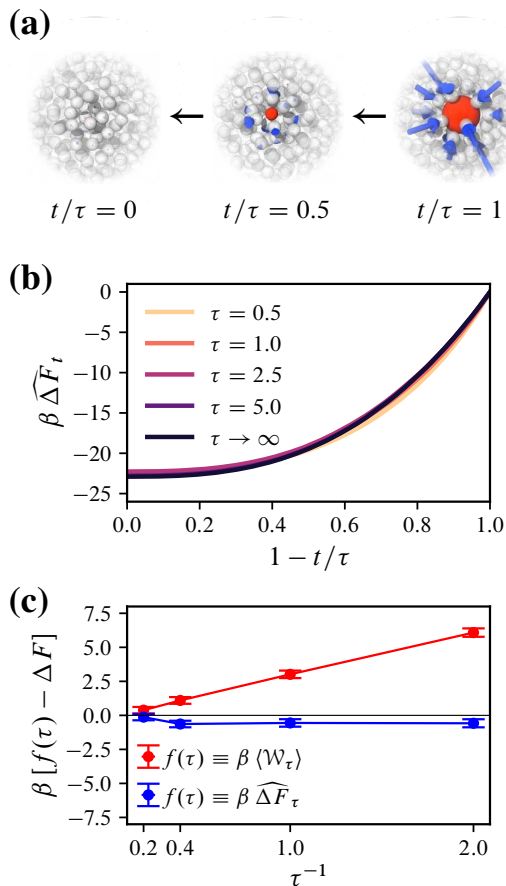 (a)
t/τ = 0
t/τ = 0.5
t/τ = 1
(b)
0
−5
−10
−15
−20
−25
β \widehat{ΔF}_t
τ = 0.5
τ = 1.0
τ = 2.5
τ = 5.0
τ → ∞
0.0 0.2 0.4 0.6 0.8 1.0
1 − t/τ
(c)
7.5
5.0
2.5
0.0
−2.5
−5.0
−7.5
β [f(τ) − ΔF]
f(τ) ≡ β ⟨𝒲_τ⟩
f(τ) ≡ β \widehat{ΔF}_τ
0.2 0.4 1.0 2.0
τ⁻¹